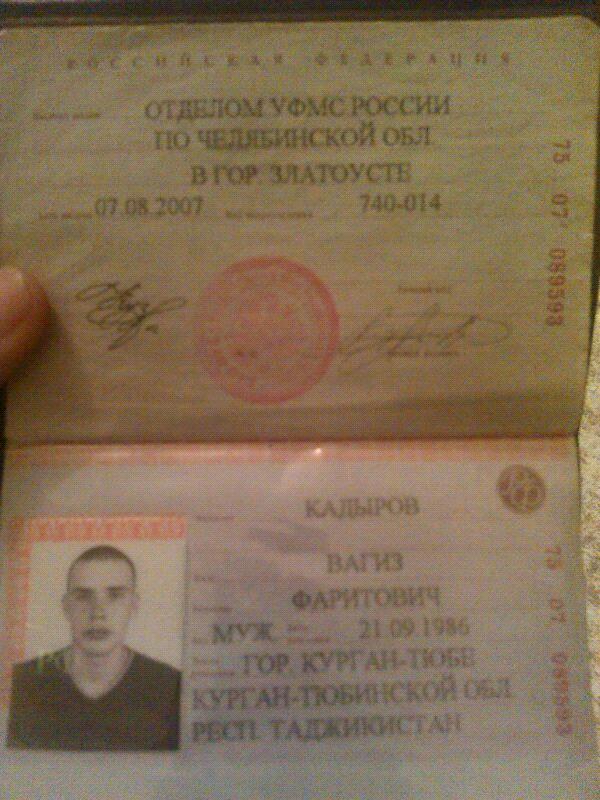 РОССИЙСКАЯ ФЕДЕРАЦИЯ
ОТДЕЛОМ УФМС РОССИИ
ПО ЧЕЛЯБИНСКОЙ ОБЛ.
В ГОР. ЗЛАТОУСТЕ
07.08.2007 740-014
75 07 089593
КАДЫРОВ
ВАГИЗ
ФАРИТОВИЧ
МУЖ. 21.09.1986
ГОР. КУРГАН-ТЮБЕ
КУРГАН-ТЮБИНСКОЙ ОБЛ.
РЕСП. ТАДЖИКИСТАН
75 07 089593